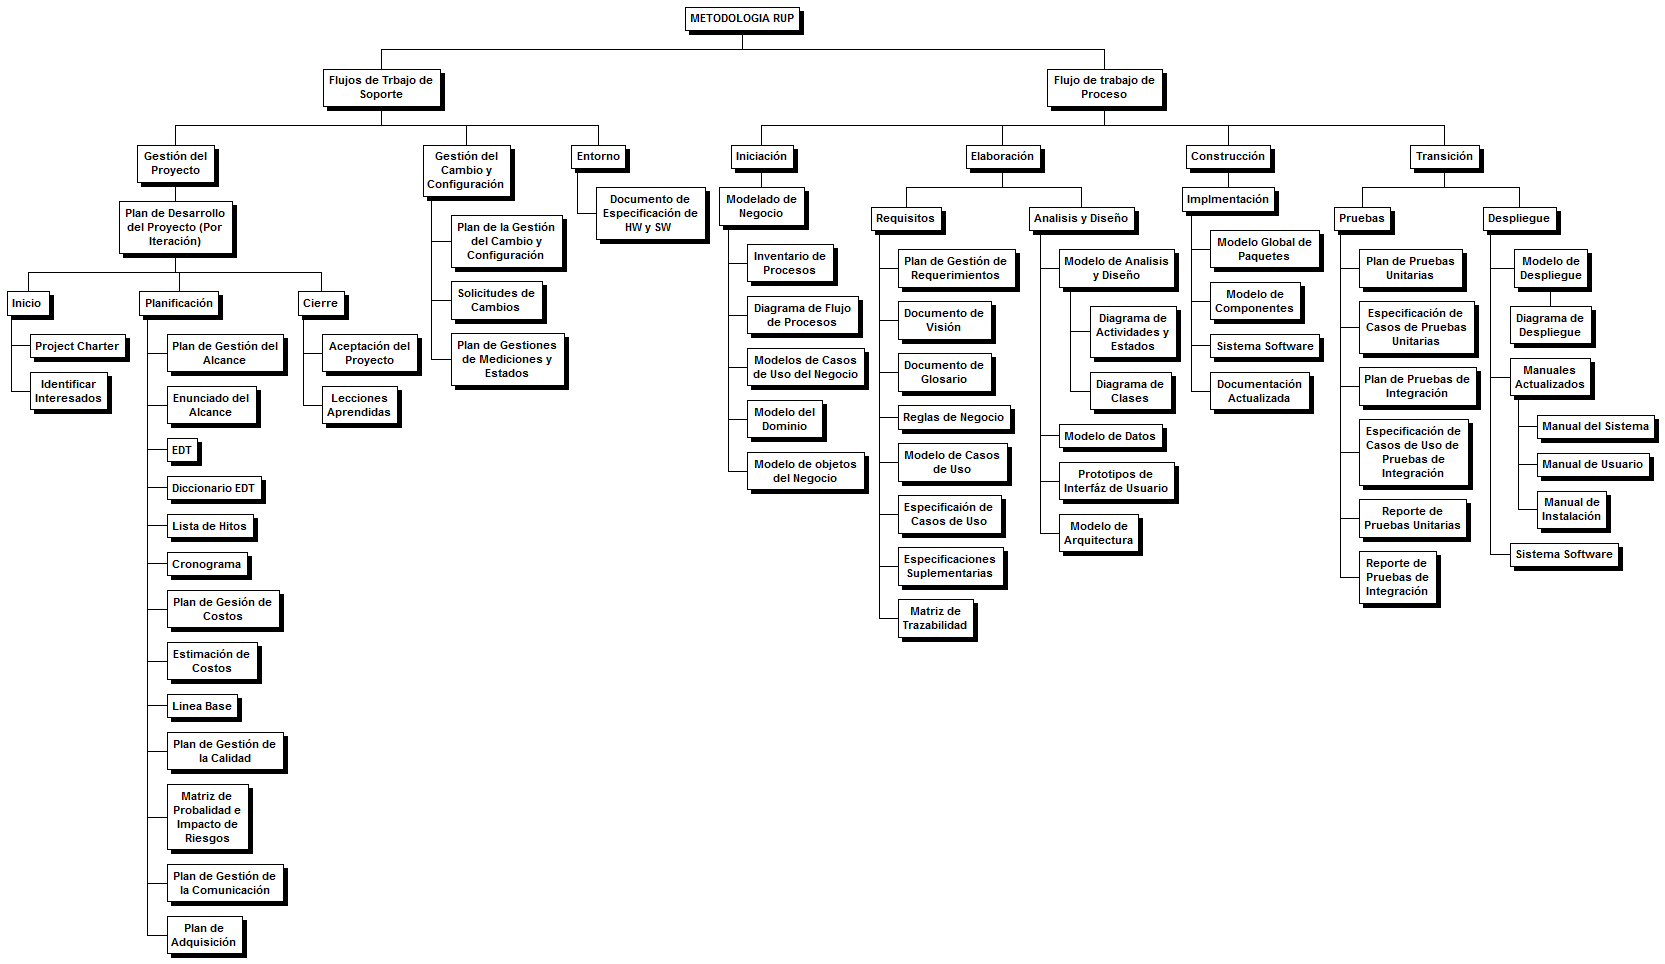 METODOLOGIA RUP
Flujos de Trbajo de
Soporte
Gestión del
Proyecto
Plan de Desarrollo
del Proyecto (Por
Iteración)
Inicio
Project Charter
Identificar
Interesados
Planificación
Plan de Gestión del
Alcance
Enunciado del
Alcance
EDT
Diccionario EDT
Lista de Hitos
Cronograma
Plan de Gesión de
Costos
Estimación de
Costos
Linea Base
Plan de Gestión de
la Calidad
Matriz de
Probalidad e
Impacto de
Riesgos
Plan de Gestión de
la Comunicación
Plan de
Adquisición
Cierre
Aceptación del
Proyecto
Lecciones
Aprendidas
Gestión del
Cambio y
Configuración
Plan de la Gestión
del Cambio y
Configuración
Solicitudes de
Cambios
Plan de Gestiones
de Mediciones y
Estados
Entorno
Documento de
Especificación de
HW y SW
Flujo de trabajo de
Proceso
Iniciación
Modelado de
Negocio
Inventario de
Procesos
Diagrama de Flujo
de Procesos
Modelos de Casos
de Uso del Negocio
Modelo del
Dominio
Modelo de objetos
del Negocio
Elaboración
Requisitos
Plan de Gestión de
Requerimientos
Documento de
Visión
Documento de
Glosario
Reglas de Negocio
Modelo de Casos
de Uso
Especificaión de
Casos de Uso
Especificaciones
Suplementarias
Matriz de
Trazabilidad
Analisis y Diseño
Modelo de Analisis
y Diseño
Diagrama de
Actividades y
Estados
Diagrama de
Clases
Modelo de Datos
Prototipos de
Interfáz de Usuario
Modelo de
Arquitectura
Construcción
Implmentación
Modelo Global de
Paquetes
Modelo de
Componentes
Sistema Software
Documentación
Actualizada
Transición
Pruebas
Plan de Pruebas
Unitarias
Especificación de
Casos de Pruebas
Unitarias
Plan de Pruebas de
Integración
Especificación de
Casos de Uso de
Pruebas de
Integración
Reporte de
Pruebas Unitarias
Reporte de
Pruebas de
Integración
Despliegue
Modelo de
Despliegue
Diagrama de
Despliegue
Manuales
Actualizados
Manual del Sistema
Manual de Usuario
Manual de
Instalación
Sistema Software